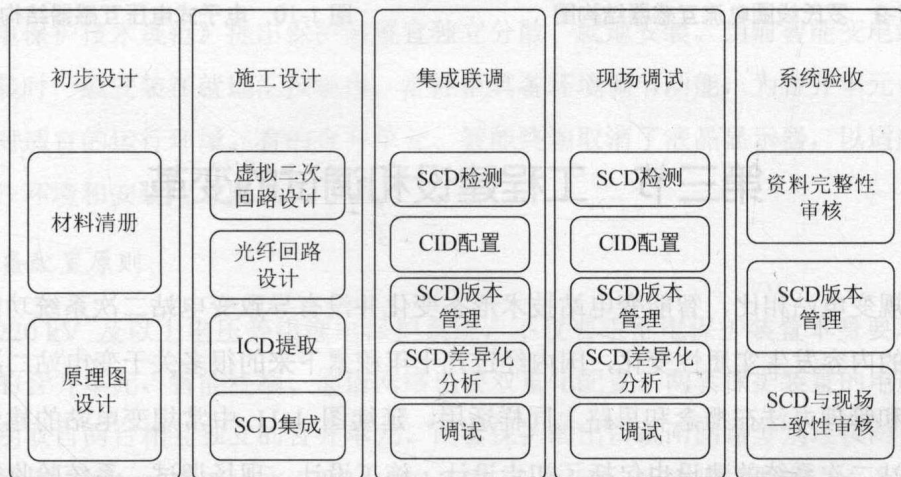 初步设计
材料清册
原理图
设计
施工设计
虚拟二次
回路设计
光纤回路
设计
ICD提取
SCD集成
集成联调
SCD检测
CID配置
SCD版本
管理
SCD差异化
分析
调试
现场调试
SCD检测
CID配置
SCD版本
管理
SCD差异化
分析
调试
系统验收
资料完整性
审核
SCD版本
管理
SCD与现场
一致性审核